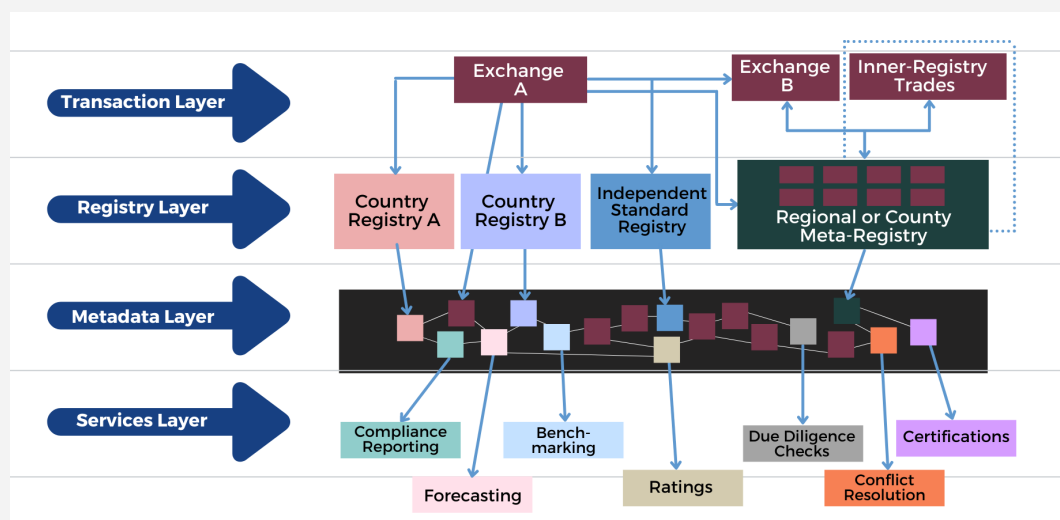 Transaction Layer
Exchange
A
Exchange
B
Inner-Registry
Trades
Registry Layer
Country
Registry A
Country
Registry B
Independent
Standard
Registry
Regional or County
Meta-Registry
Metadata Layer
Services Layer
Compliance
Reporting
Bench-
marking
Due Diligence
Checks
Certifications
Forecasting
Ratings
Conflict
Resolution